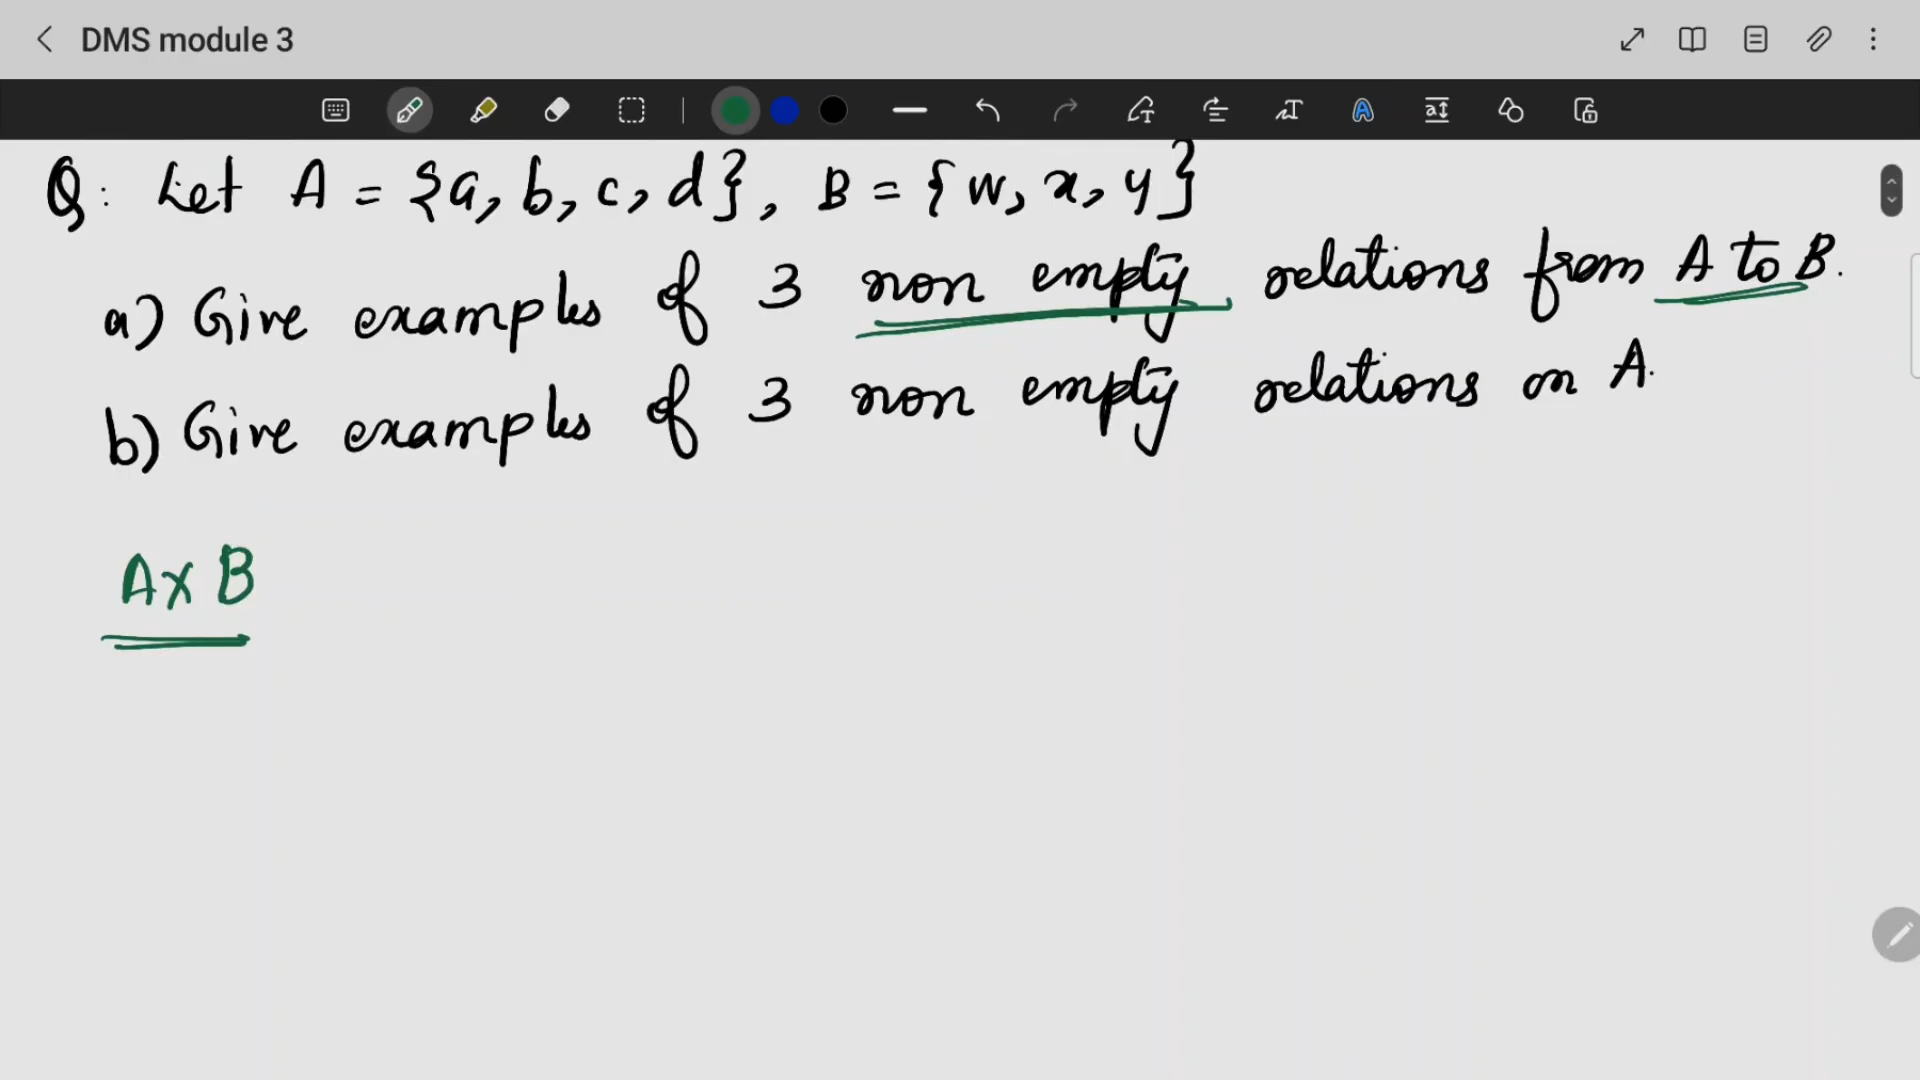 DMS module 3
Q: Let A = {a, b, c, d}, B = {w, x, y}
a) Give examples of 3 non empty relations from A to B.
b) Give examples of 3 non empty relations on A.
A x B